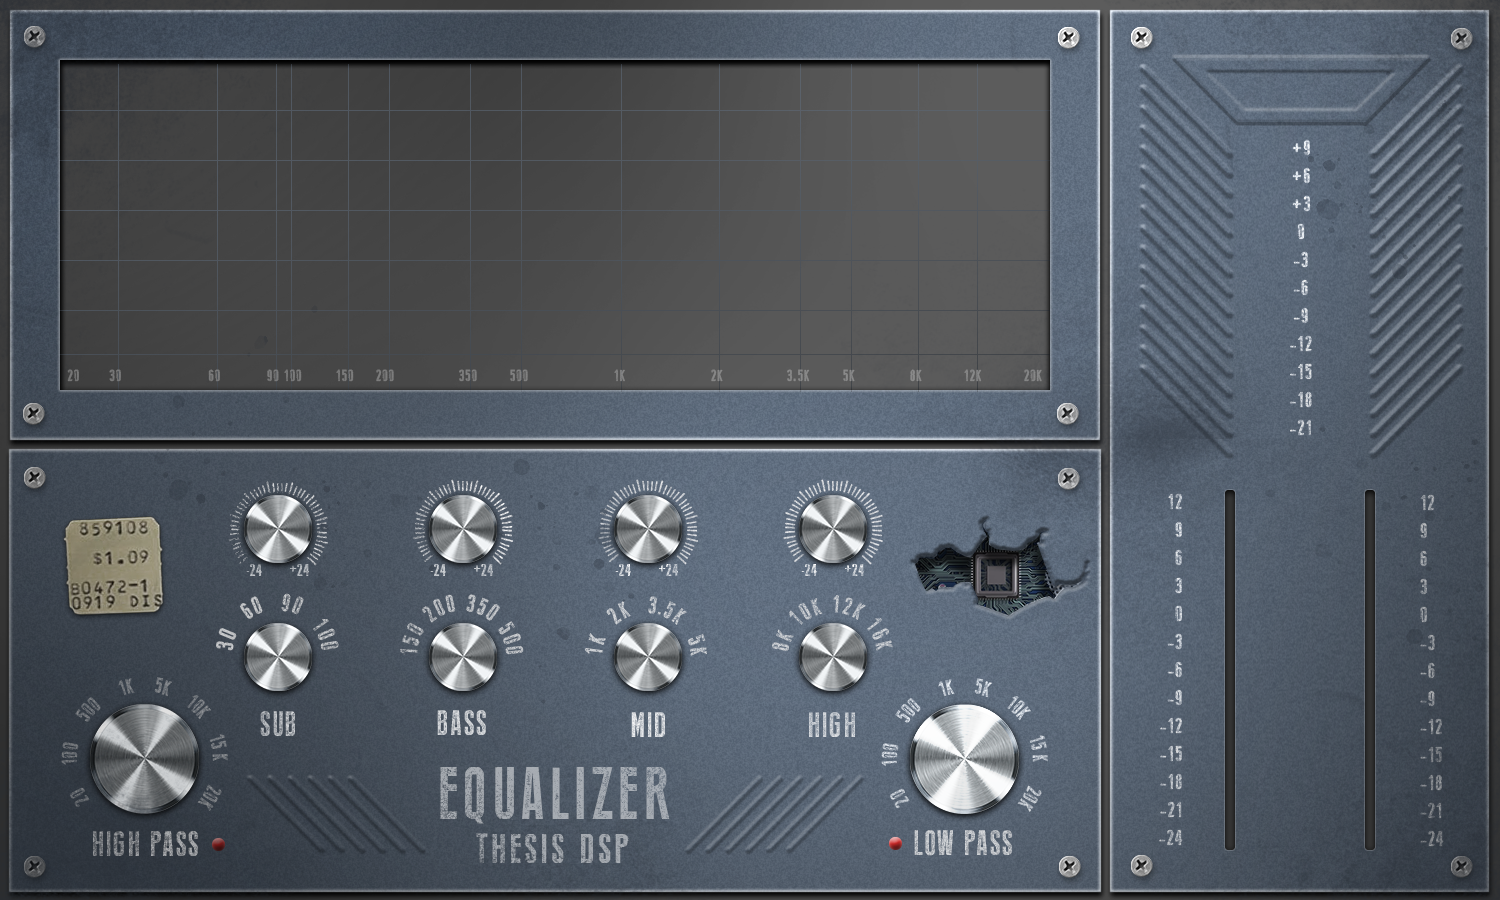 20 30 60 90 100 150 200 350 500 1K 2K 3.5K 5K 8K 12K 20K
859108
$1.09
B0472-1
0919 DIS
-24 +24
-24 +24
-24 +24
-24 +24
30 60 90 100
150 200 350 500
1K 2K 3.5K 5K
8K 10K 12K 16K
SUB
BASS
MID
HIGH
20 100 500 1K 5K 10K 15K 20K
HIGH PASS
EQUALIZER
THESIS DSP
20 100 500 1K 5K 10K 15K 20K
LOW PASS
+9
+6
+3
0
-3
-6
-9
-12
-15
-18
-21
12 12
9 9
6 6
3 3
0 0
-3 -3
-6 -6
-9 -9
-12 -12
-15 -15
-18 -18
-21 -21
-24 -24